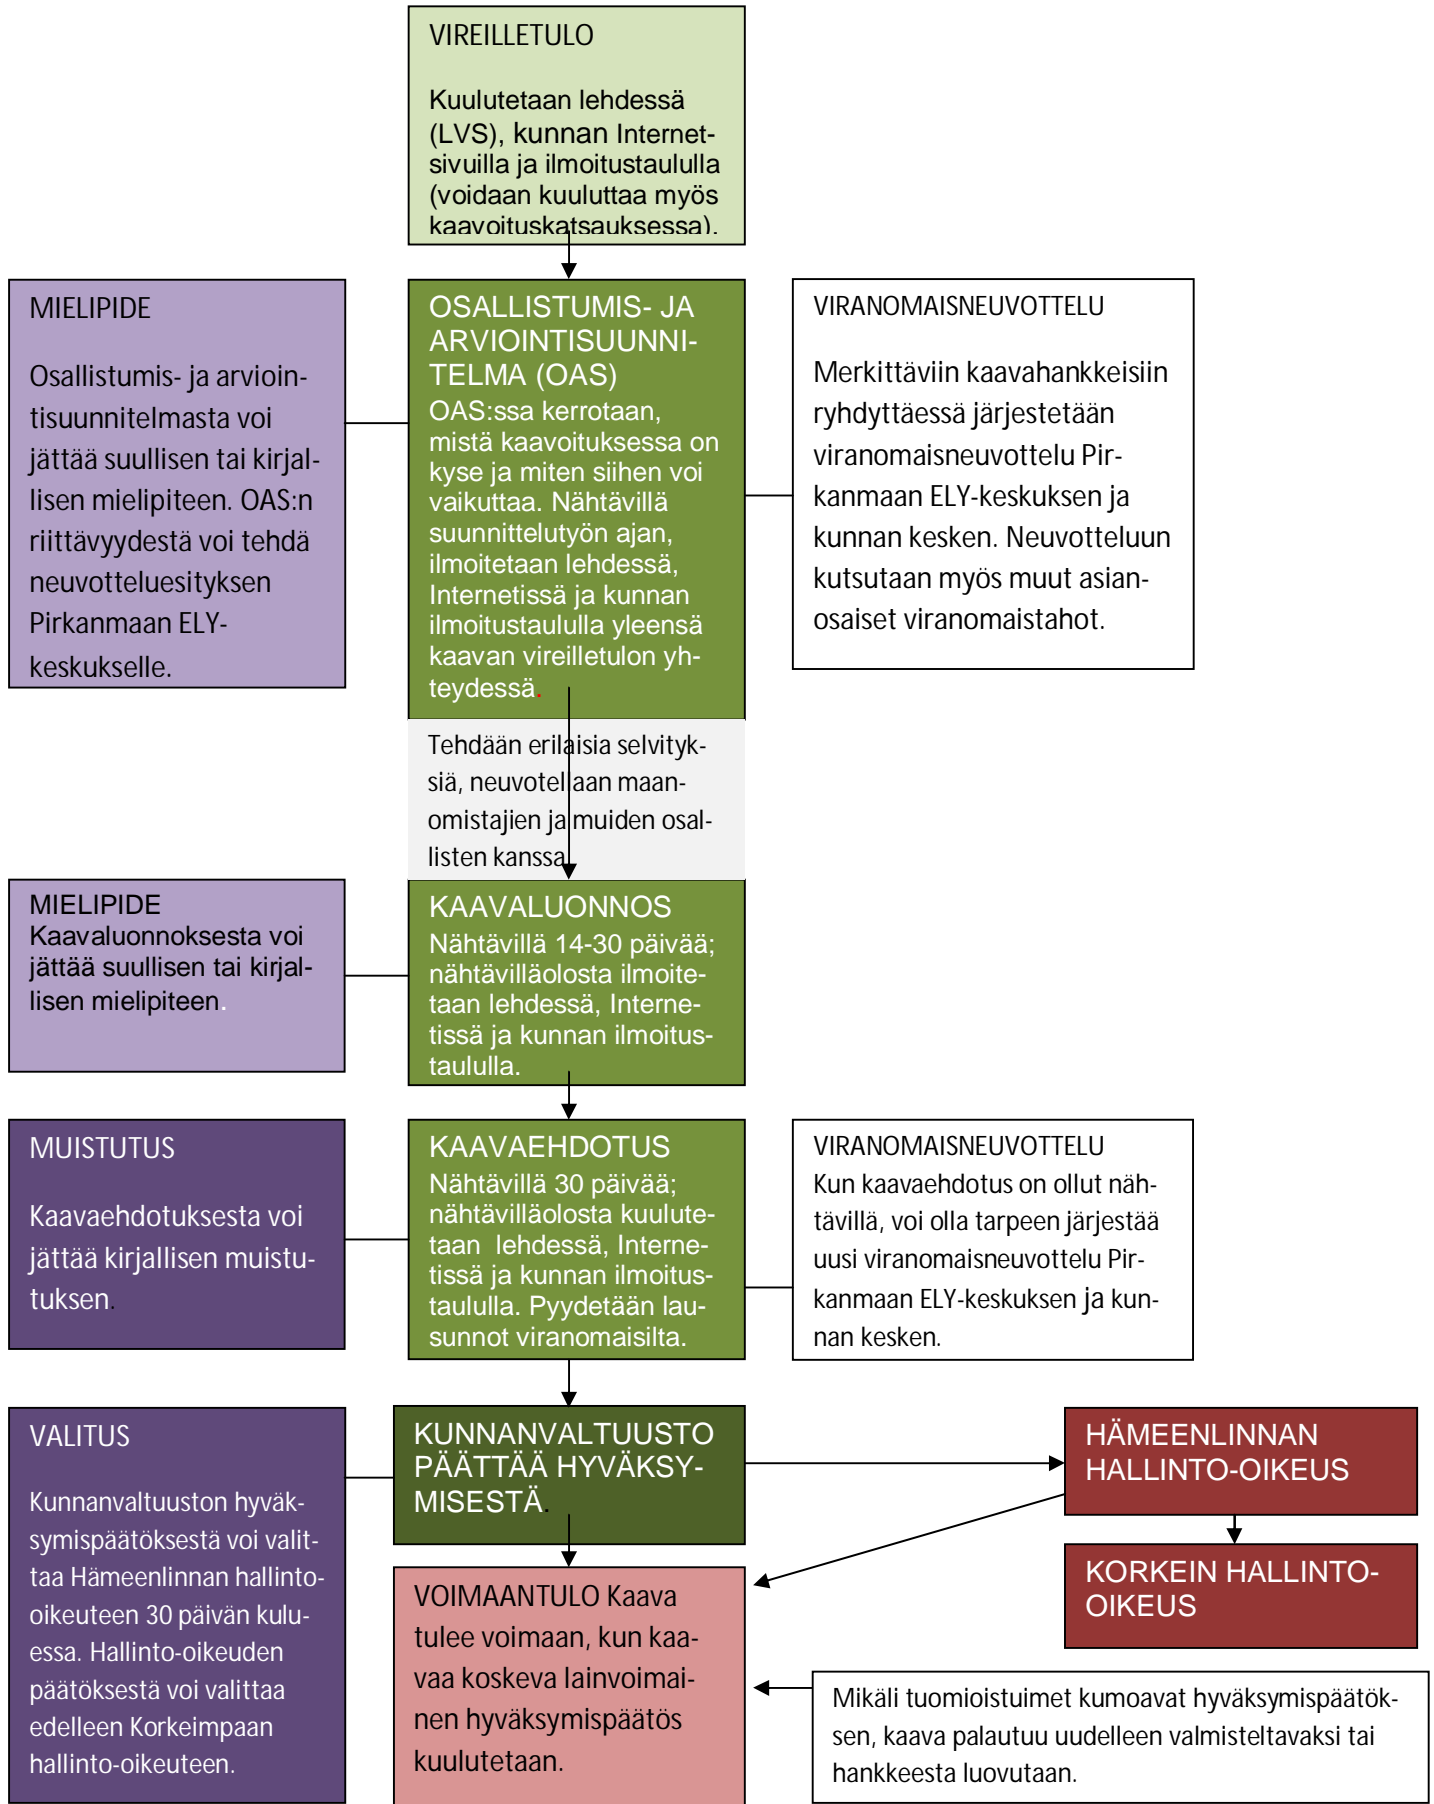 VIREILLETULO
Kuulutetaan lehdessä
(LVS), kunnan Internet-
sivuilla ja ilmoitustaululla
(voidaan kuuluttaa myös
kaavoituskatsauksessa).
MIELIPIDE
Osallistumis- ja arvioin-
tisuunnitelmasta voi
jättää suullisen tai kirjal-
lisen mielipiteen. OAS:n
riittävyydestä voi tehdä
neuvotteluesityksen
Pirkanmaan ELY-
keskukselle.
OSALLISTUMIS- JA
ARVIOINTISUUNNI-
TELMA (OAS)
OAS:ssa kerrotaan,
mistä kaavoituksessa on
kyse ja miten siihen voi
vaikuttaa. Nähtävillä
suunnittelutyön ajan,
ilmoitetaan lehdessä,
Internetissä ja kunnan
ilmoitustaululla yleensä
kaavan vireilletulon yh-
teydessä.
VIRANOMAISNEUVOTTELU
Merkittäviin kaavahankkeisiin
ryhdyttäessä järjestetään
viranomaisneuvottelu Pir-
kanmaan ELY-keskuksen ja
kunnan kesken. Neuvotteluun
kutsutaan myös muut asian-
osaiset viranomaistahot.
Tehdään erilaisia selvityk-
siä, neuvotellaan maan-
omistajien ja muiden osal-
listen kanssa
MIELIPIDE
Kaavaluonnoksesta voi
jättää suullisen tai kirjal-
lisen mielipiteen.
KAAVALUONNOS
Nähtävillä 14-30 päivää;
nähtävilläolosta ilmoite-
taan lehdessä, Interne-
tissä ja kunnan ilmoitus-
taululla.
MUISTUTUS
Kaavaehdotuksesta voi
jättää kirjallisen muistu-
tuksen.
KAAVAEHDOTUS
Nähtävillä 30 päivää;
nähtävilläolosta kuulute-
taan lehdessä, Interne-
tissä ja kunnan ilmoitus-
taululla. Pyydetään lau-
sunnot viranomaisilta.
VIRANOMAISNEUVOTTELU
Kun kaavaehdotus on ollut näh-
tävillä, voi olla tarpeen järjestää
uusi viranomaisneuvottelu Pir-
kanmaan ELY-keskuksen ja kun-
nan kesken.
VALITUS
Kunnanvaltuuston hyväk-
symispäätöksestä voi valit-
taa Hämeenlinnan hallinto-
oikeuteen 30 päivän kulu-
essa. Hallinto-oikeuden
päätöksestä voi valittaa
edelleen Korkeimpaan
hallinto-oikeuteen.
KUNNANVALTUUSTO
PÄÄTTÄÄ HYVÄKSY-
MISESTÄ.
HÄMEENLINNAN
HALLINTO-OIKEUS
KORKEIN HALLINTO-
OIKEUS
VOIMAANTULO Kaava
tulee voimaan, kun kaa-
vaa koskeva lainvoimai-
nen hyväksymispäätös
kuulutetaan.
Mikäli tuomioistuimet kumoavat hyväksymispäätök-
sen, kaava palautuu uudelleen valmisteltavaksi tai
hankkeesta luovutaan.